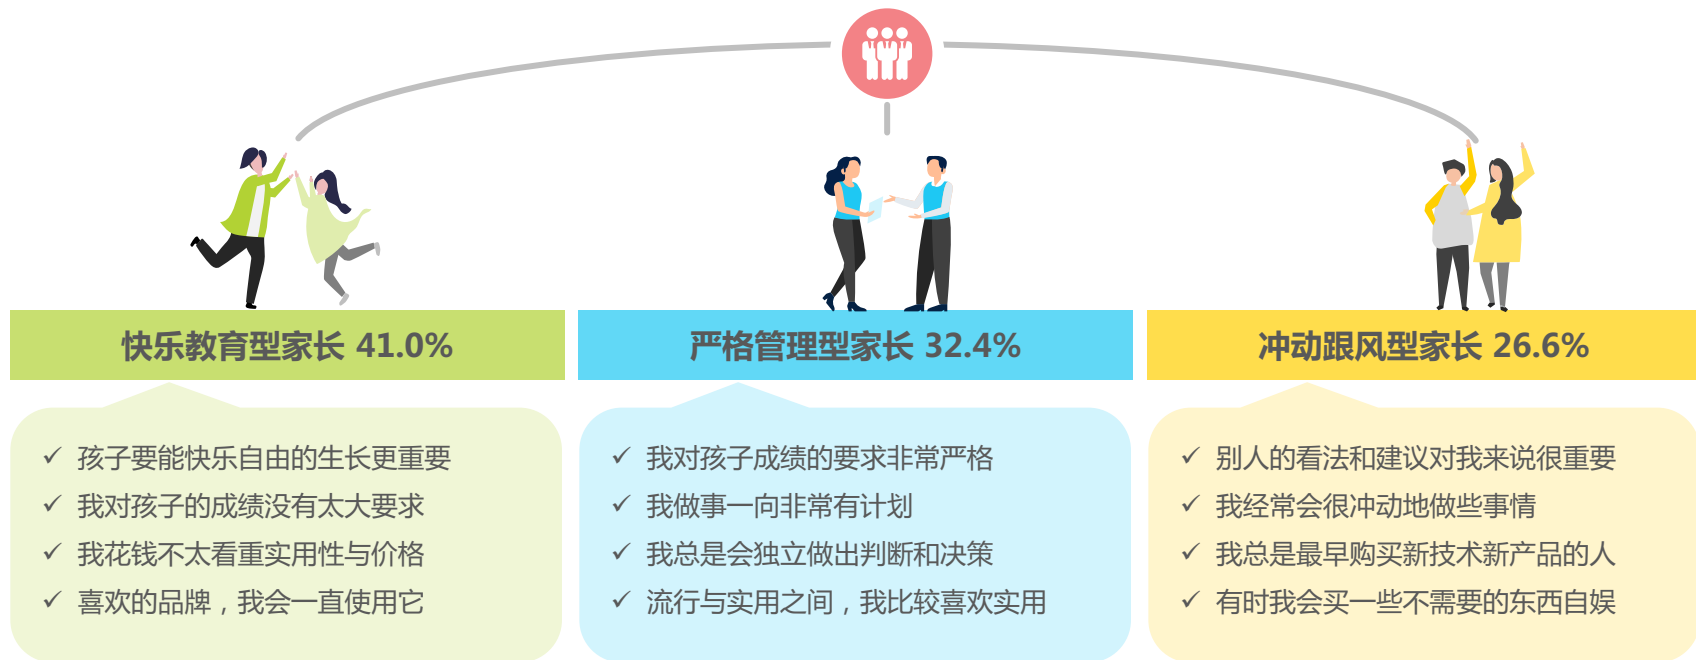 快乐教育型家长 41.0%
孩子要能快乐自由的生长更重要
我对孩子的成绩没有太大要求
我花钱不太看重实用性与价格
喜欢的品牌，我会一直使用它
严格管理型家长 32.4%
我对孩子成绩的要求非常严格
我做事一向非常有计划
我总是会独立做出判断和决策
流行与实用之间，我比较喜欢实用
冲动跟风型家长 26.6%
别人的看法和建议对我来说很重要
我经常会很冲动地做些事情
我总是最早购买新技术新产品的人
有时我会买一些不需要的东西自娱